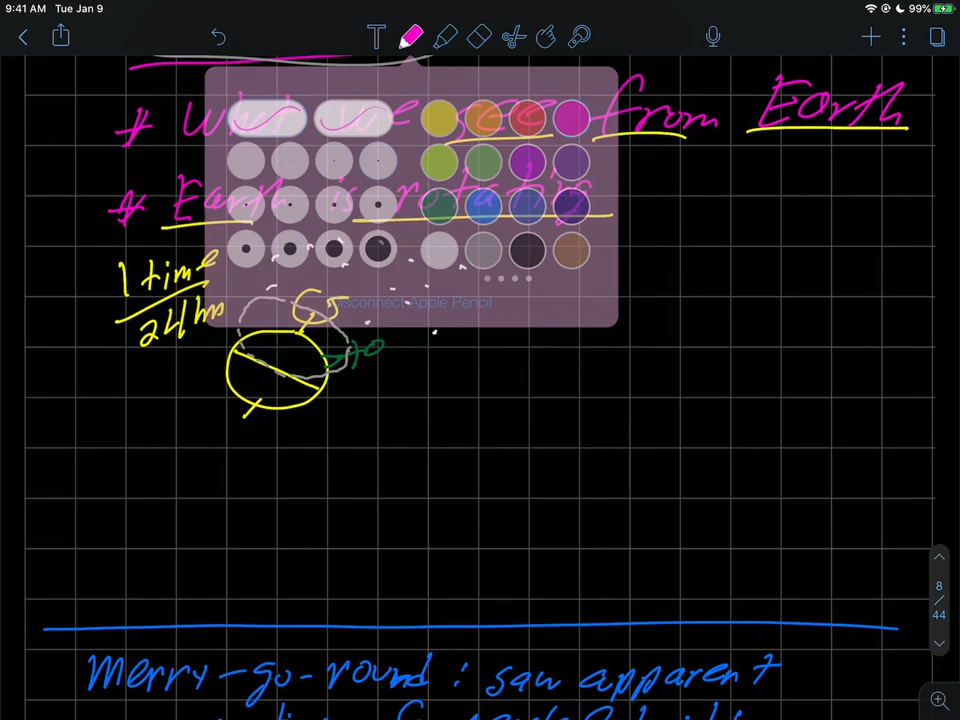 9:41 AM Tue Jan 9
99%
T
* What we see from Earth
* Earth is rotating
1 time
24 hrs
Disconnect Apple Pencil
8
/
44
Merry-go-round : saw apparent